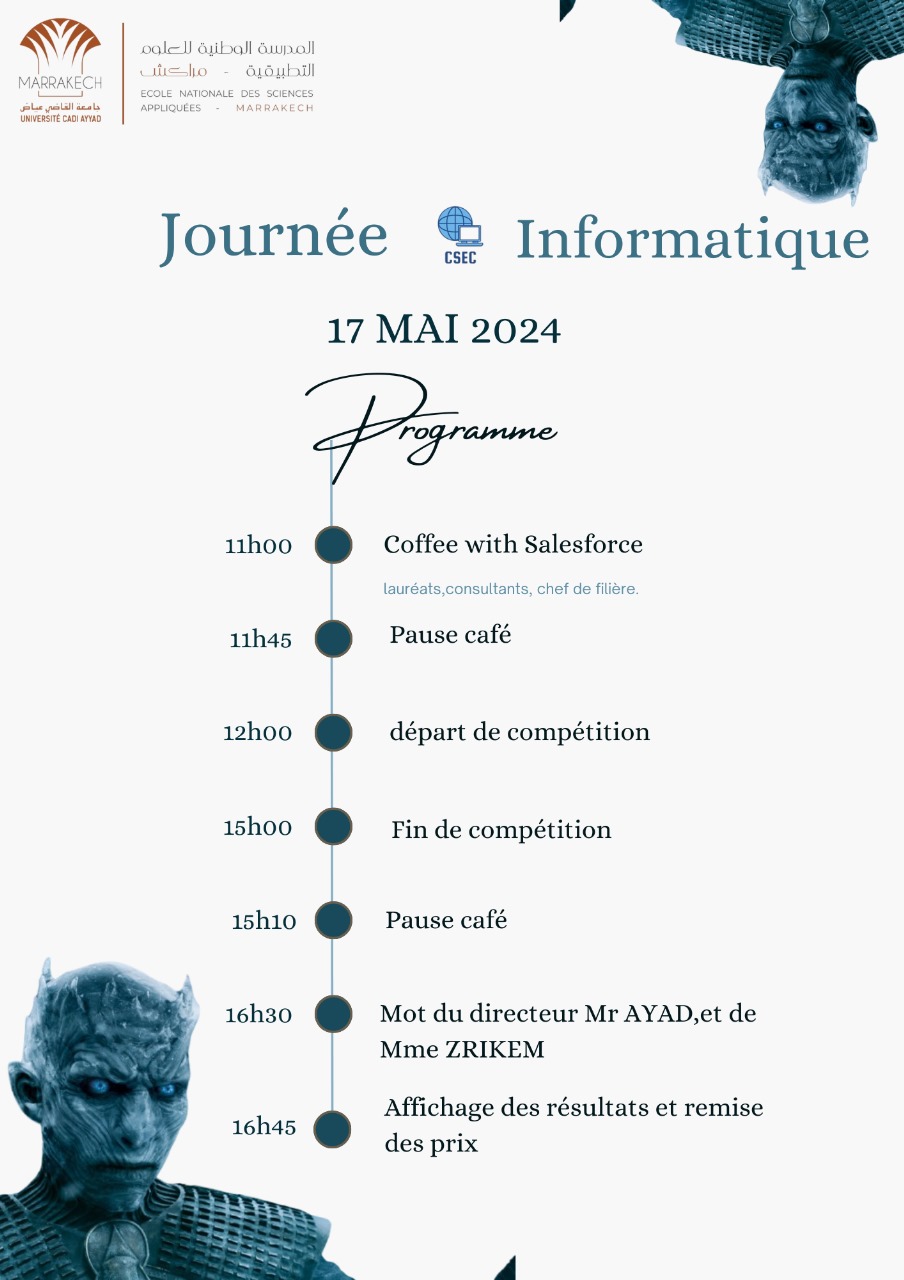 المدرسة الوطنية للعلوم
التطبيقية - مراكش
MARRAKECH
ECOLE NATIONALE DES SCIENCES
APPLIQUÉES - MARRAKECH
جامعة القاضي عياض
UNIVERSITÉ CADI AYYAD
Journée CSEC Informatique
17 MAI 2024
Programme
11h00 Coffee with Salesforce
lauréats,consultants, chef de filière.
11h45 Pause café
12h00 départ de compétition
15h00 Fin de compétition
15h10 Pause café
16h30 Mot du directeur Mr AYAD,et de
Mme ZRIKEM
16h45 Affichage des résultats et remise
des prix